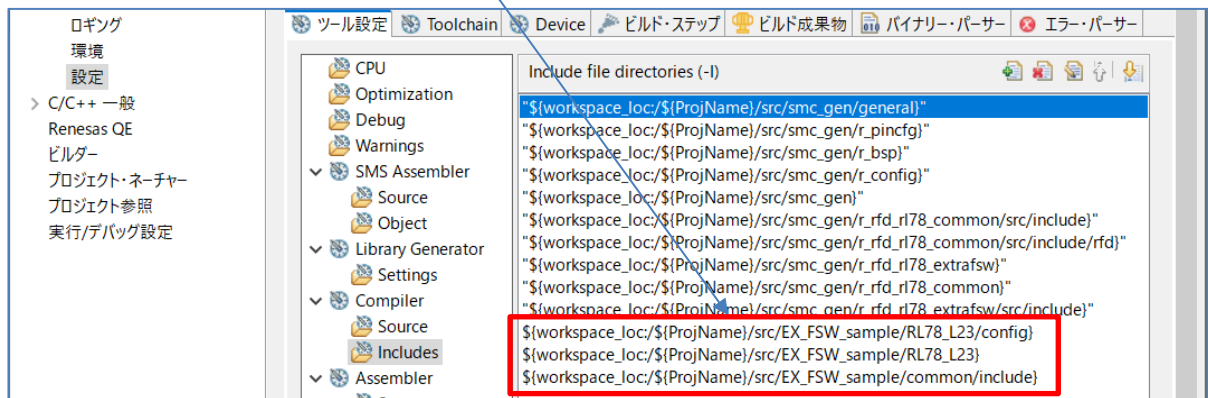 ロギング
環境
設定
C/C++ 一般
Renesas QE
ビルダー
プロジェクト・ネーチャー
プロジェクト参照
実行/デバッグ設定
ツール設定 Toolchain Device ビルド・ステップ ビルド成果物 バイナリー・パーサー エラー・パーサー
CPU
Optimization
Debug
Warnings
SMS Assembler
Source
Object
Library Generator
Settings
Compiler
Source
Includes
Assembler
Include file directories (-I)
"${workspace_loc:/${ProjName}/src/smc_gen/general}"
"${workspace_loc:/${ProjName}/src/smc_gen/r_pincfg}"
"${workspace_loc:/${ProjName}/src/smc_gen/r_bsp}"
"${workspace_loc:/${ProjName}/src/smc_gen/r_config}"
"${workspace_loc:/${ProjName}/src/smc_gen}"
"${workspace_loc:/${ProjName}/src/smc_gen/r_rfd_rl78_common/src/include}"
"${workspace_loc:/${ProjName}/src/smc_gen/r_rfd_rl78_common/src/include/rfd}"
"${workspace_loc:/${ProjName}/src/smc_gen/r_rfd_rl78_extrafsw}"
"${workspace_loc:/${ProjName}/src/smc_gen/r_rfd_rl78_common}"
"${workspace_loc:/${ProjName}/src/smc_gen/r_rfd_rl78_extrafsw/src/include}"
${workspace_loc:/${ProjName}/src/EX_FSW_sample/RL78_L23/config}
${workspace_loc:/${ProjName}/src/EX_FSW_sample/RL78_L23}
${workspace_loc:/${ProjName}/src/EX_FSW_sample/common/include}